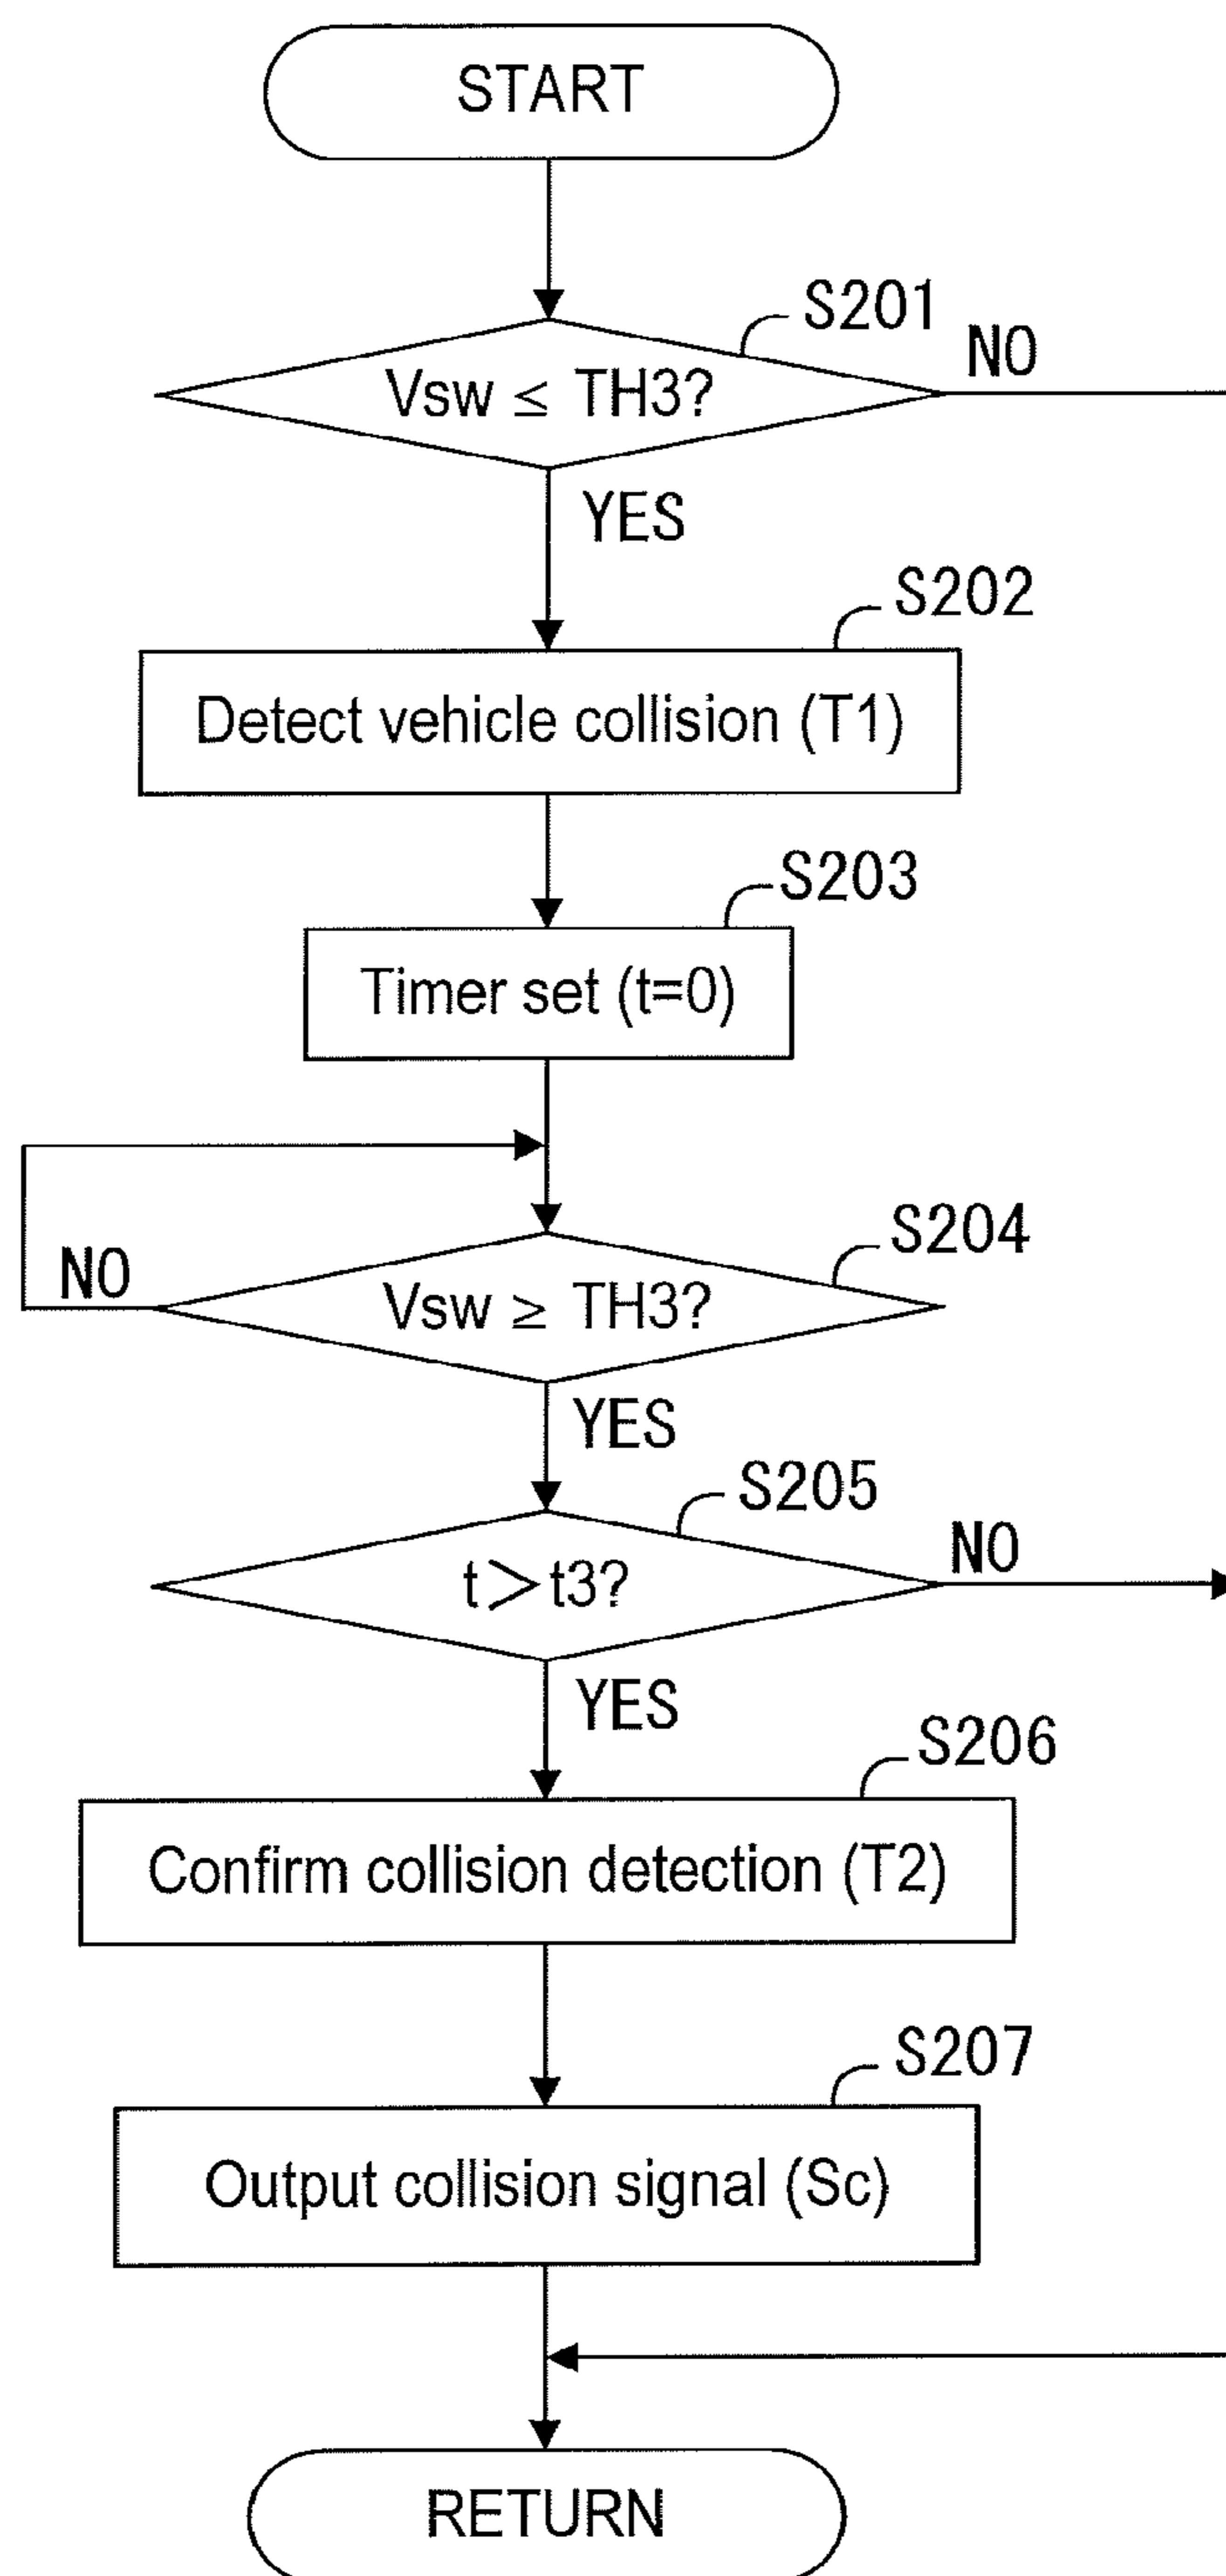 START
S201
NO
Vsw ≤ TH3?
YES
S202
Detect vehicle collision (T1)
S203
Timer set (t=0)
S204
NO
Vsw ≥ TH3?
YES
S205
NO
t>t3?
YES
S206
Confirm collision detection (T2)
S207
Output collision signal (Sc)
RETURN